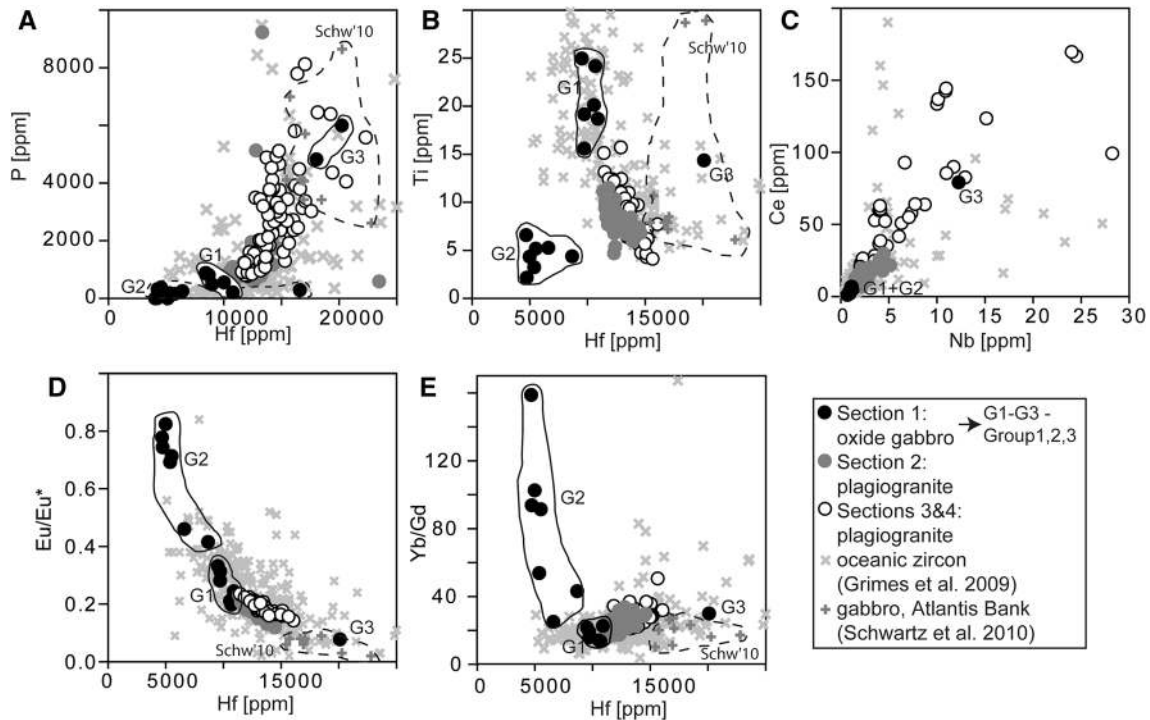 A
P [ppm]
8000
4000
2000
0
0
10000
20000
Hf [ppm]
Schw'10
G1
G2
G3
B
Ti [ppm]
25
20
15
10
5
0
0
5000
15000
Hf [ppm]
Schw'10
G1
G2
G3
C
Ce [ppm]
150
100
50
0
0
5
10
15
20
25
30
Nb [ppm]
G3
G1+G2
D
Eu/Eu*
0.8
0.6
0.4
0.2
0.0
0
5000
15000
Hf [ppm]
G2
G1
G3
Schw'10
E
Yb/Gd
120
80
40
0
0
5000
15000
Hf [ppm]
G2
G1
G3
Schw'10
Section 1:
oxide gabbro
G1-G3 -
Group1,2,3
Section 2:
plagiogranite
Sections 3&4:
plagiogranite
oceanic zircon
(Grimes et al. 2009)
gabbro, Atlantis Bank
(Schwartz et al. 2010)